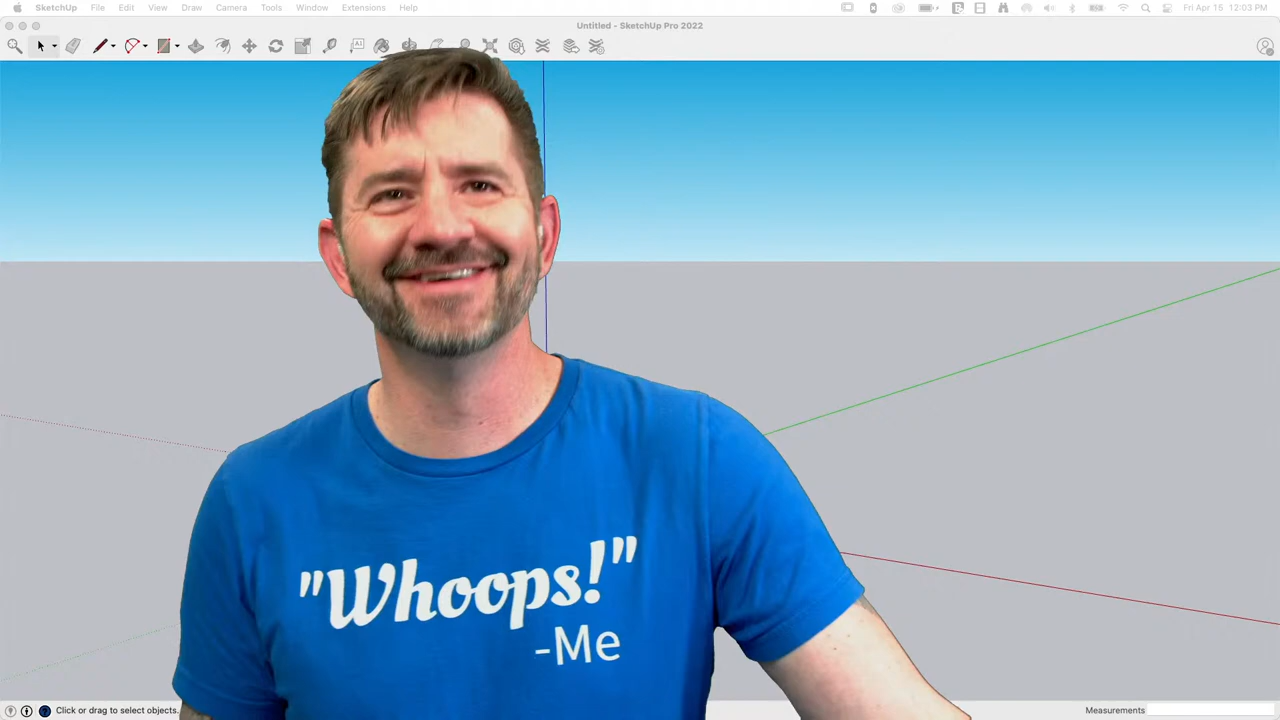 SketchUp File Edit View Draw Camera Tools Window Extensions Help Fri Apr 15 12:03 PM
Untitled - SketchUp Pro 2022
"Whoops!"
-Me
Click or drag to select objects. Measurements